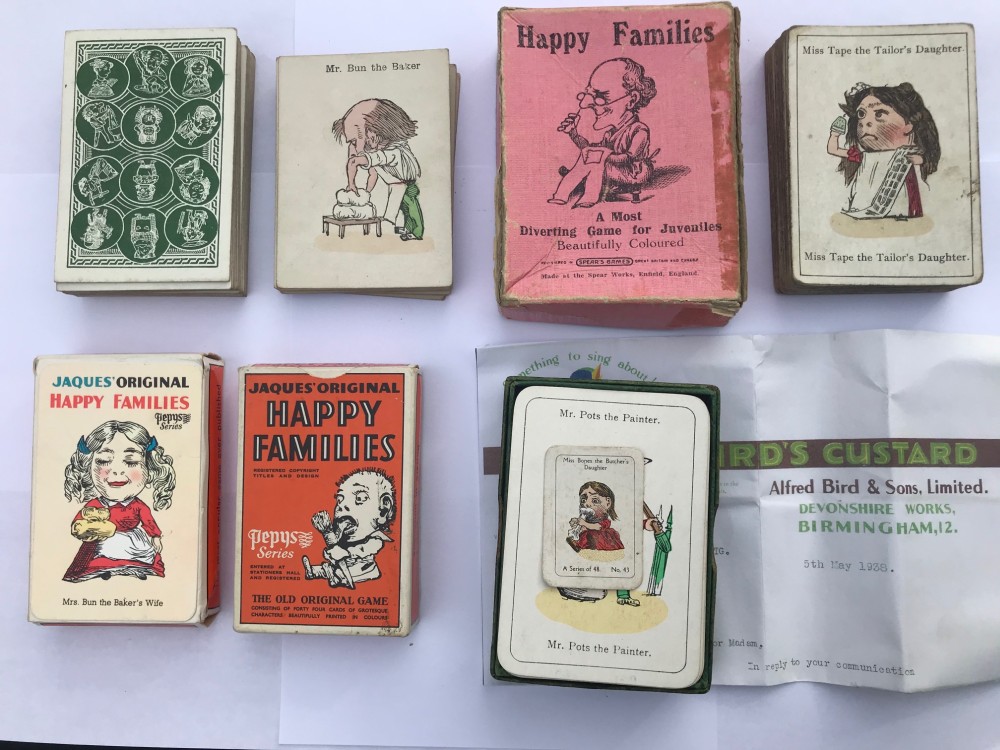 Mr. Bun the Baker
Happy Families
A Most
Diverting Game for Juveniles
Beautifully Coloured
SPEAR'S GAMES
GREAT BRITAIN AND EUROPE
Made at the Spear Works, Enfield, England.
Miss Tape the Tailor's Daughter.
Miss Tape the Tailor's Daughter.
JAQUES' ORIGINAL
HAPPY FAMILIES
Pepys
Series
Mrs. Bun the Baker's Wife
JAQUES' ORIGINAL
HAPPY
FAMILIES
REGISTERED COPYRIGHT
TITLES AND DESIGN
Pepys
Series
ENTERED AT
STATIONERS HALL
AND REGISTERED
THE OLD ORIGINAL GAME
CONSISTING OF FORTY FOUR CARDS OF GROTESQUE
CHARACTERS: BEAUTIFULLY PRINTED IN COLOURS
Mr. Pots the Painter.
Miss Bones the Butcher's
Daughter
A Series of 48. No. 43
Mr. Pots the Painter.
mething to sing about
IRD'S CUSTARD
Alfred Bird & Sons, Limited.
DEVONSHIRE WORKS,
BIRMINGHAM, 12.
5th May 1938.
or Madam,
In reply to your communication